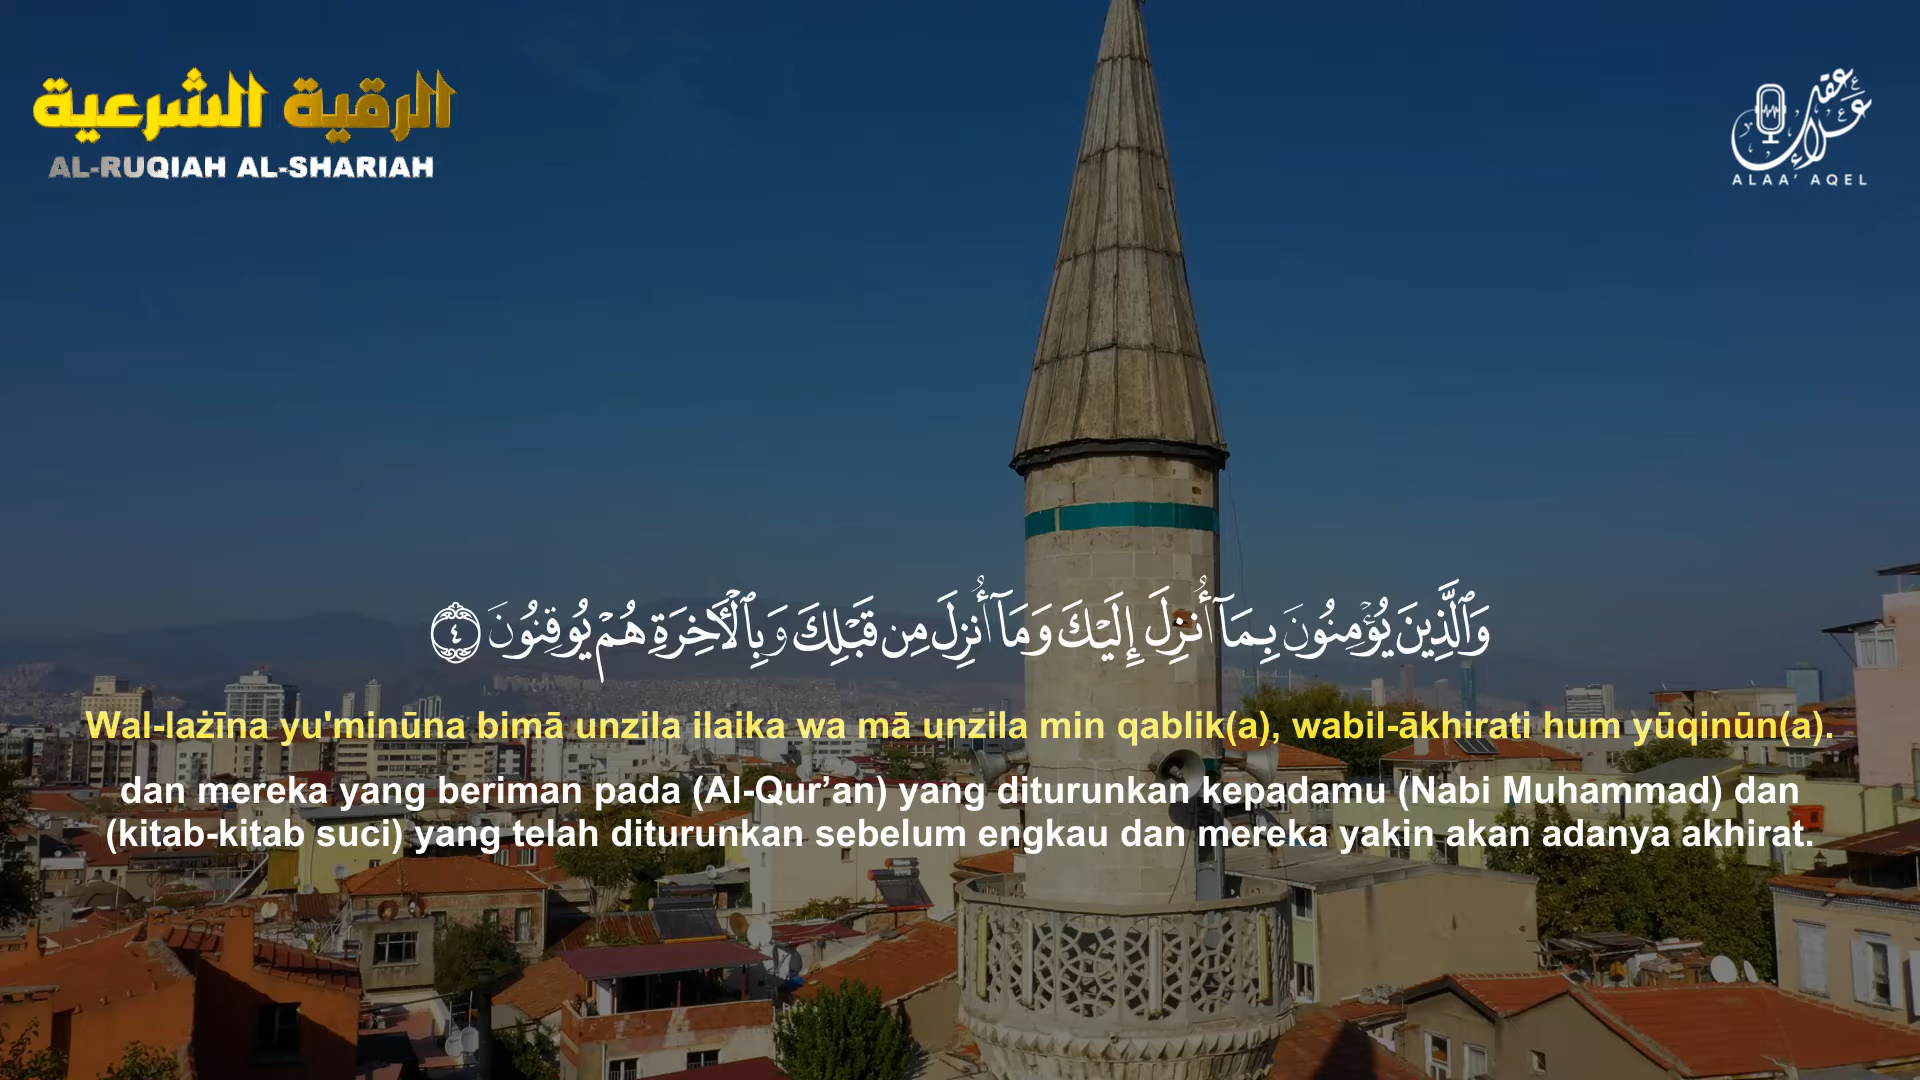 الرقية الشرعية
AL-RUQIAH AL-SHARIAH
علاء عقل
ALAA' AQEL
وَٱلَّذِينَ يُؤْمِنُونَ بِمَآ أُنزِلَ إِلَيْكَ وَمَآ أُنزِلَ مِن قَبْلِكَ وَبِٱلْأَخِرَةِ هُمْ يُوقِنُونَ ٤
Wal-lażīna yu'minūna bimā unzila ilaika wa mā unzila min qablik(a), wabil-ākhirati hum yūqinūn(a).
dan mereka yang beriman pada (Al-Qur’an) yang diturunkan kepadamu (Nabi Muhammad) dan
(kitab-kitab suci) yang telah diturunkan sebelum engkau dan mereka yakin akan adanya akhirat.